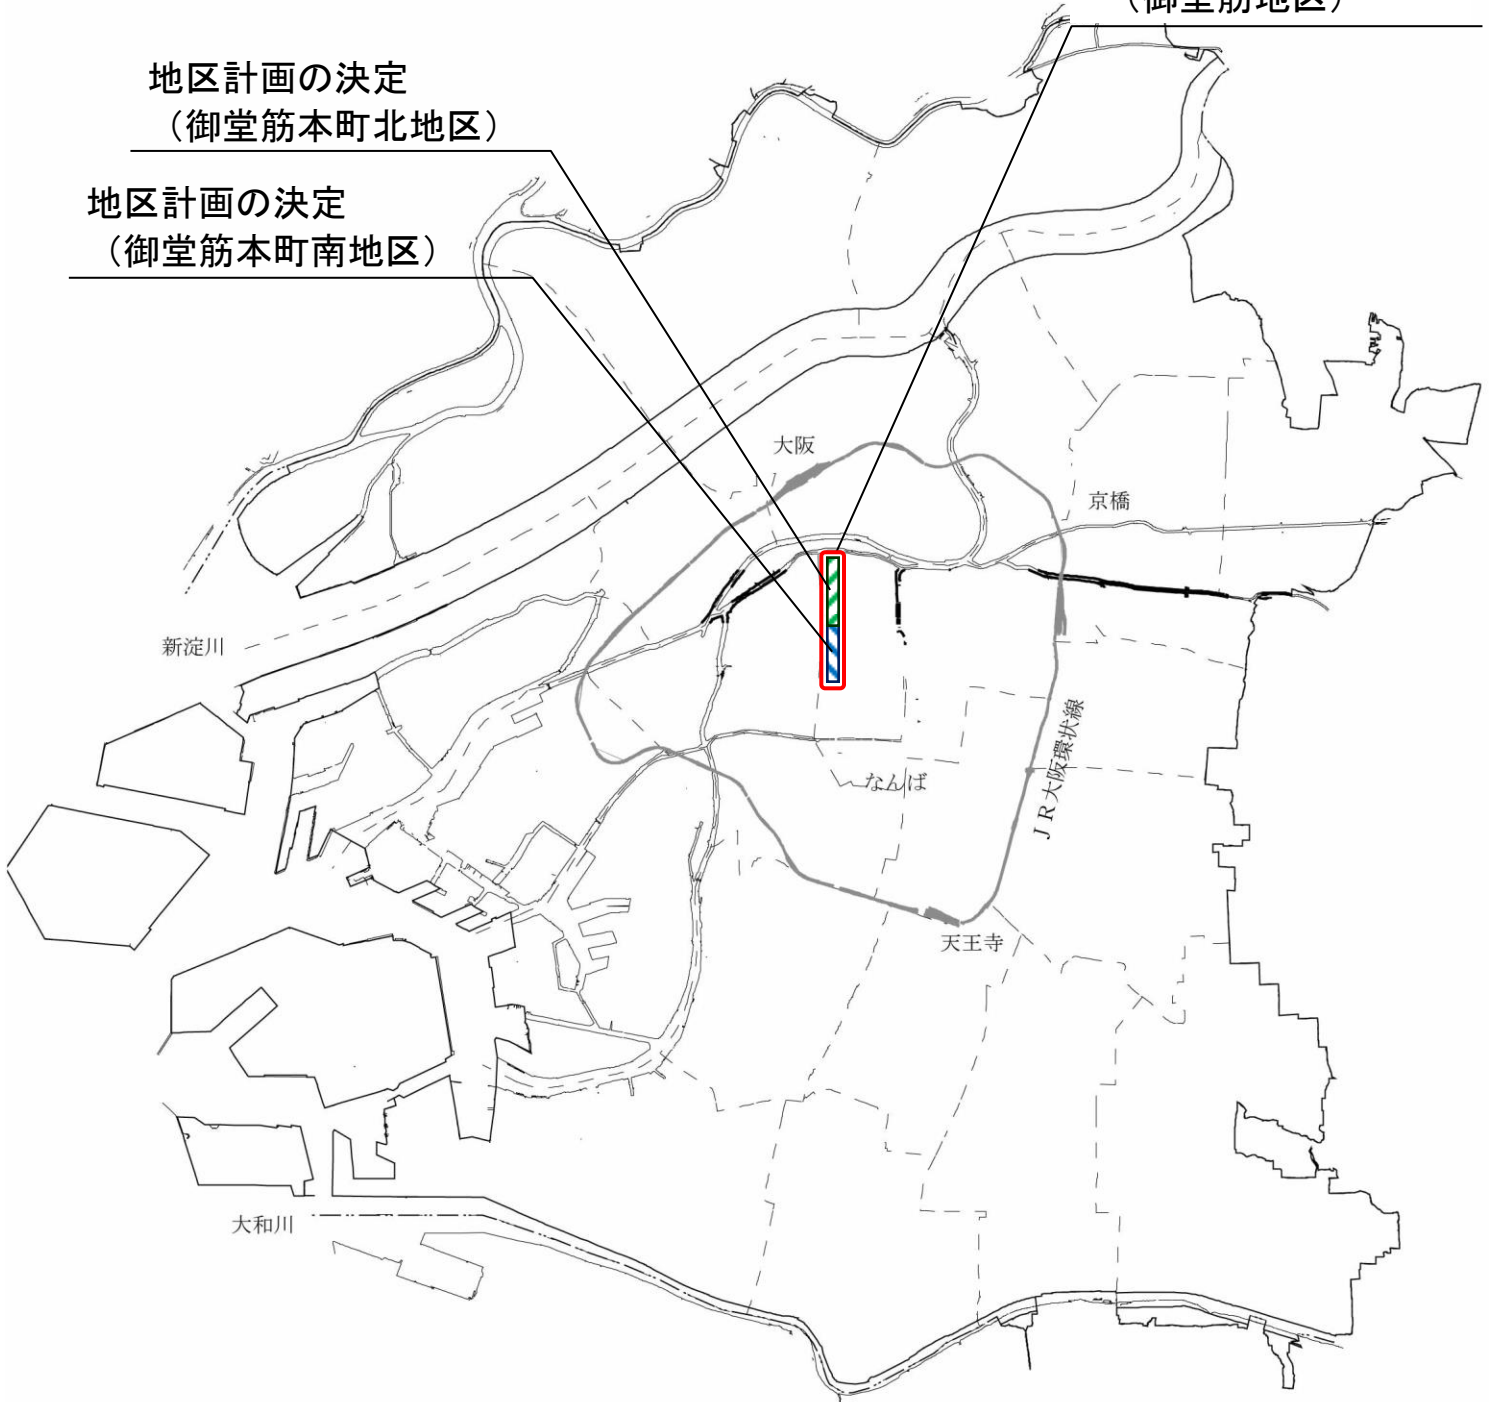 （御堂筋地区）
地区計画の決定
（御堂筋本町北地区）
地区計画の決定
（御堂筋本町南地区）
大阪
京橋
新淀川
ＪＲ大阪環状線
なんば
天王寺
大和川